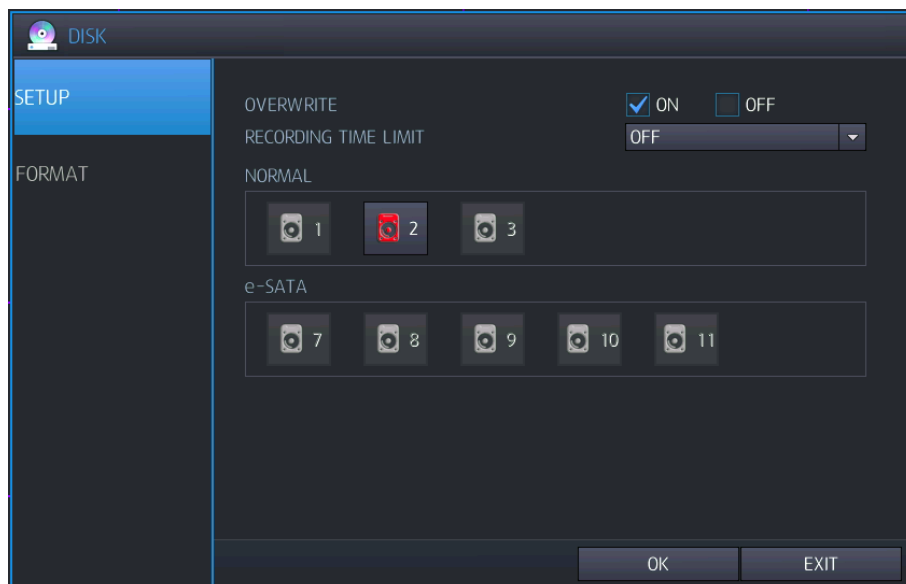 DISK
SETUP
FORMAT
OVERWRITE ON OFF
RECORDING TIME LIMIT OFF
NORMAL
1 2 3
e-SATA
7 8 9 10 11
OK EXIT